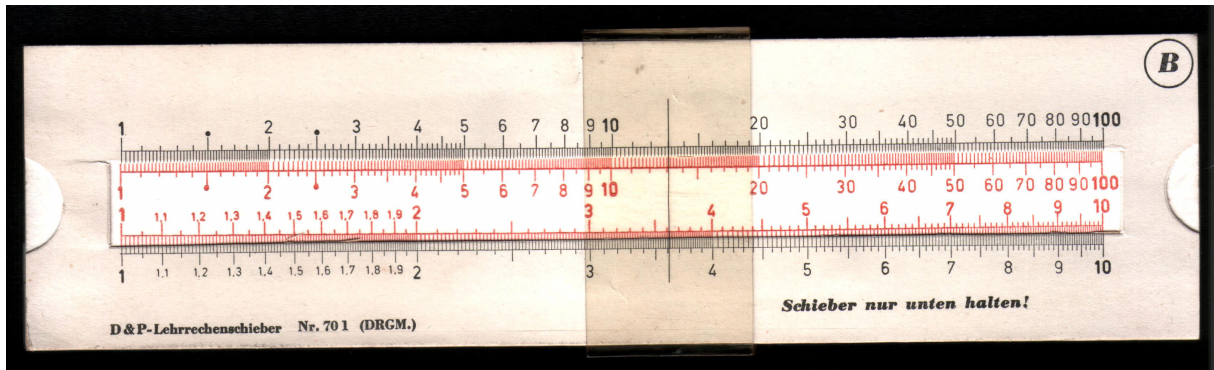 B
1 2 3 4 5 6 7 8 9 10 20 30 40 50 60 70 80 90 100
1 2 3 4 5 6 7 8 9 10 20 30 40 50 60 70 80 90 100
1 1,1 1,2 1,3 1,4 1,5 1,6 1,7 1,8 1,9 2 3 4 5 6 7 8 9 10
1 1,1 1,2 1,3 1,4 1,5 1,6 1,7 1,8 1,9 2 3 4 5 6 7 8 9 10
Schieber nur unten halten!
D & P-Lehrrechenschieber Nr. 70 1 (DRGM.)